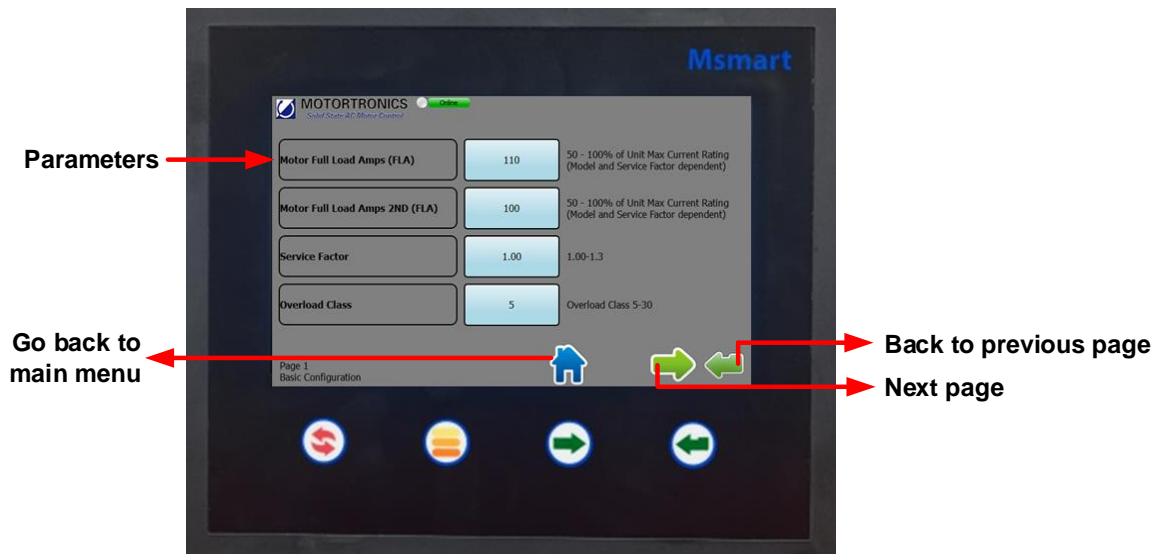 Msmart
MOTORTRONICS
Online
Solid State AC Motor Control
Parameters
Motor Full Load Amps (FLA)
110
50 - 100% of Unit Max Current Rating
(Model and Service Factor dependent)
Motor Full Load Amps 2ND (FLA)
100
50 - 100% of Unit Max Current Rating
(Model and Service Factor dependent)
Service Factor
1.00
1.00-1.3
Overload Class
5
Overload Class 5-30
Go back to
main menu
Page 1
Basic Configuration
Back to previous page
Next page